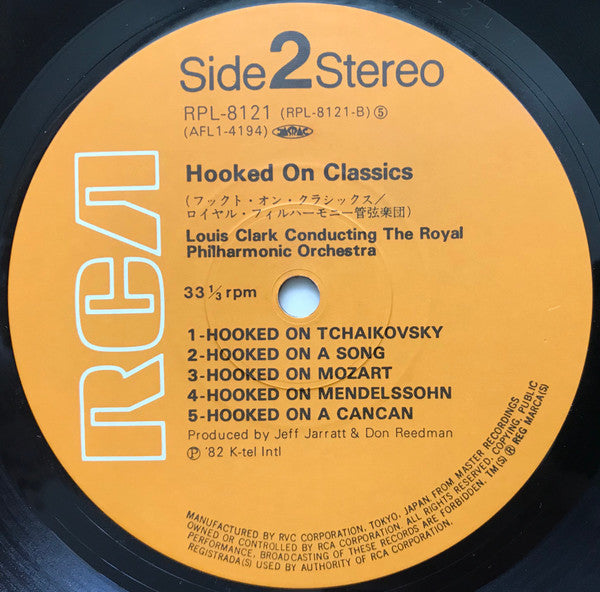 Side 2 Stereo
RPL-8121 (RPL-8121-B) ⑤
(AFL1-4194)
Hooked On Classics
(フックト・オン・クラシックス/
ロイヤル・フィルハーモニー管弦楽団)
Louis Clark Conducting The Royal
Philharmonic Orchestra
33 1/3 rpm
1-HOOKED ON TCHAIKOVSKY
2-HOOKED ON A SONG
3-HOOKED ON MOZART
4-HOOKED ON MENDELSSOHN
5-HOOKED ON A CANCAN
Produced by Jeff Jarratt & Don Reedman
Ⓟ '82 K-tel Intl
RCA
MANUFACTURED BY RVC CORPORATION, TOKYO, JAPAN FROM MASTER RECORDINGS
OWNED OR CONTROLLED BY RCA CORPORATION. ALL RIGHTS RESERVED. COPYING, PUBLIC
PERFORMANCE, BROADCASTING OF THESE RECORDS ARE FORBIDDEN. TM(S) ® REG MARCA(S)
REGISTRADA(S) USED BY AUTHORITY OF RCA CORPORATION.